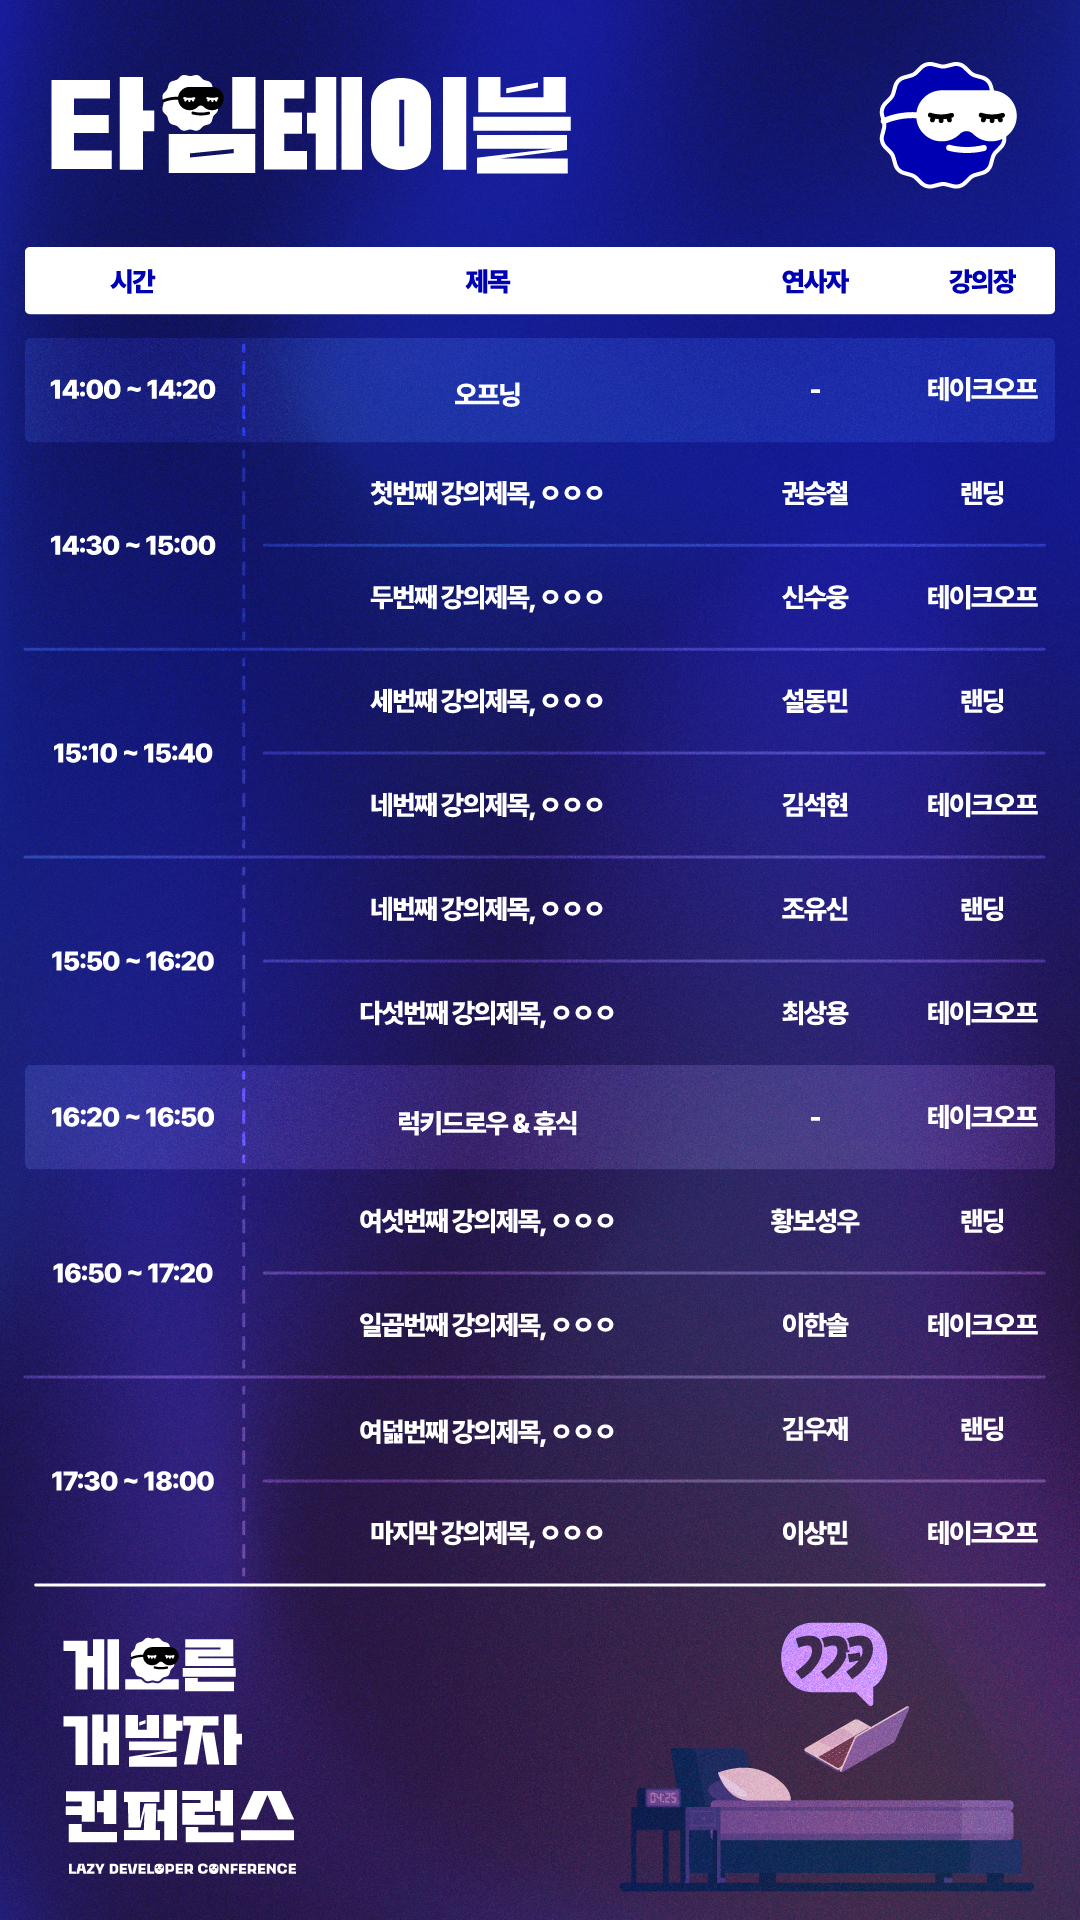 타임테이블
시간 제목 연사자 강의장
14:00 ~ 14:20 오프닝 - 테이크오프
14:30 ~ 15:00
첫번째 강의제목, ㅇㅇㅇ 권승철 랜딩
두번째 강의제목, ㅇㅇㅇ 신수웅 테이크오프
15:10 ~ 15:40
세번째 강의제목, ㅇㅇㅇ 설동민 랜딩
네번째 강의제목, ㅇㅇㅇ 김석현 테이크오프
15:50 ~ 16:20
네번째 강의제목, ㅇㅇㅇ 조유신 랜딩
다섯번째 강의제목, ㅇㅇㅇ 최상용 테이크오프
16:20 ~ 16:50 럭키드로우 & 휴식 - 테이크오프
16:50 ~ 17:20
여섯번째 강의제목, ㅇㅇㅇ 황보성우 랜딩
일곱번째 강의제목, ㅇㅇㅇ 이한솔 테이크오프
17:30 ~ 18:00
여덟번째 강의제목, ㅇㅇㅇ 김우재 랜딩
마지막 강의제목, ㅇㅇㅇ 이상민 테이크오프
게으른
개발자
컨퍼런스
LAZY DEVELOPER CONFERENCE
ㄱㄱㅋ
04:25